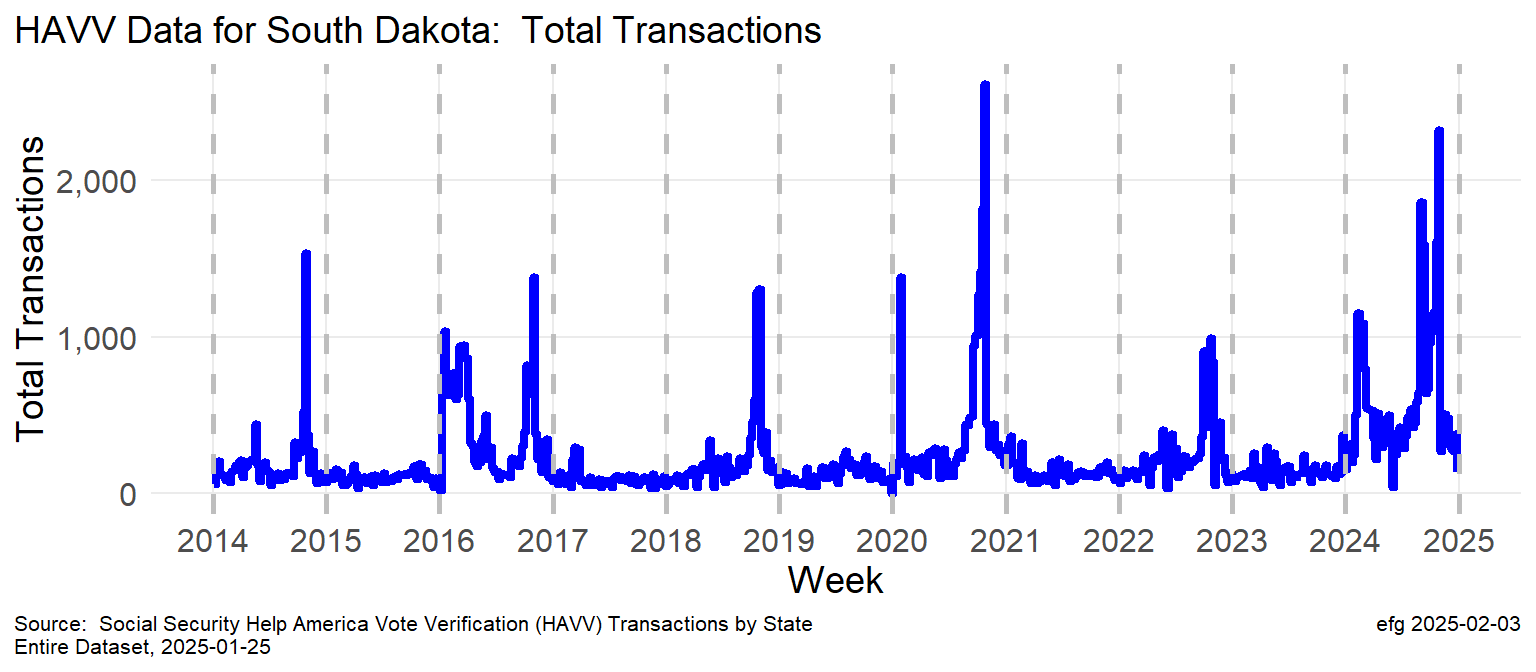 HAVV Data for South Dakota:  Total Transactions
Total Transactions
2,000
1,000
0
2014 2015 2016 2017 2018 2019 2020 2021 2022 2023 2024 2025
Week
Source:  Social Security Help America Vote Verification (HAVV) Transactions by State
Entire Dataset, 2025-01-25
efg 2025-02-03